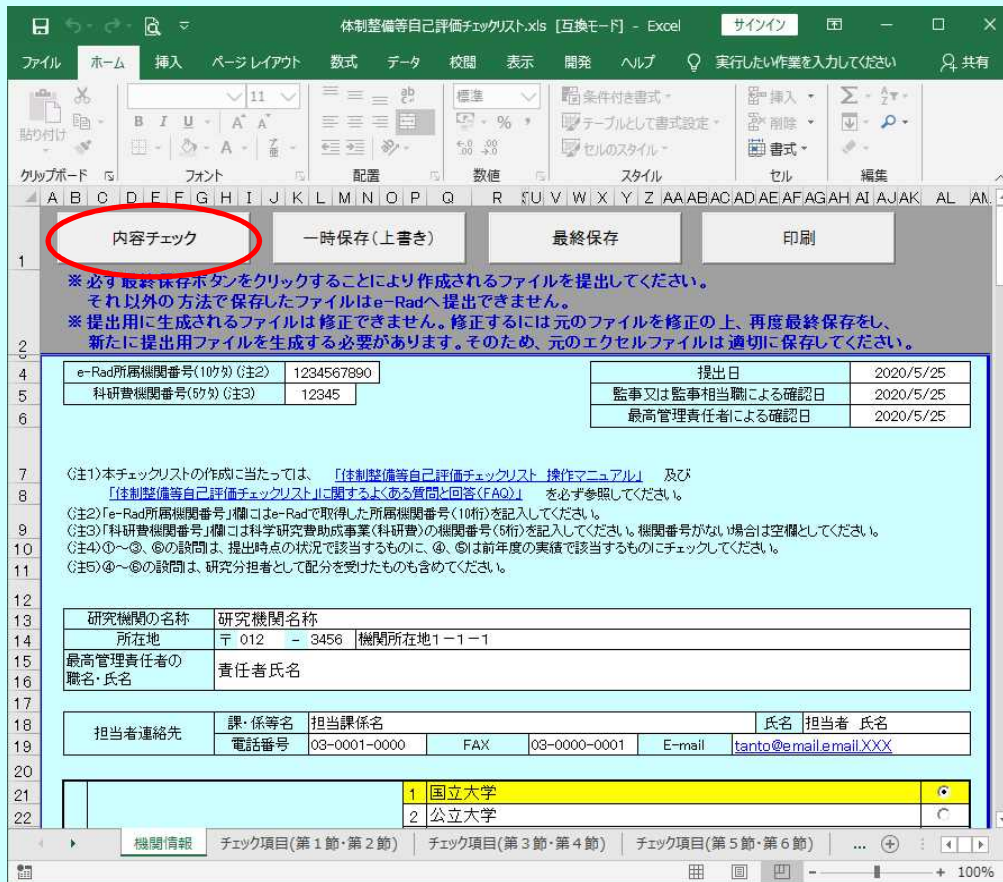 体制整備等自己評価チェックリスト.xls [互換モード] - Excel サインイン
ファイル ホーム 挿入 ページ レイアウト 数式 データ 校閲 表示 開発 ヘルプ 実行したい作業を入力してください 共有
貼り付け
11
B I U A A
A
標準
% ,
条件付き書式
テーブルとして書式設定
セルのスタイル
挿入
削除
書式
クリップボード フォント 配置 数値 スタイル セル 編集
A B C D E F G H I J K L M N O P Q R U V W X Y Z AA AB AC AD AE AF AG AH AI AJ AK AL AM
1 内容チェック 一時保存(上書き) 最終保存 印刷
※必ず最終保存ボタンをクリックすることにより作成されるファイルを提出してください。
それ以外の方法で保存したファイルはe-Radへ提出できません。
※提出用に生成されるファイルは修正できません。修正するには元のファイルを修正の上、再度最終保存をし、
2 新たに提出用ファイルを生成する必要があります。そのため、元のエクセルファイルは適切に保存してください。
4 e-Rad所属機関番号(10ケタ) (注2) 1234567890 提出日 2020/5/25
5 科研費機関番号(5ケタ) (注3) 12345 監事又は監事相当職による確認日 2020/5/25
6 最高管理責任者による確認日 2020/5/25
7 (注1)本チェックリストの作成に当たっては、 「体制整備等自己評価チェックリスト 操作マニュアル」 及び
8 「体制整備等自己評価チェックリスト」に関するよくある質問と回答(FAQ)」 を必ず参照してください。
(注2)「e-Rad所属機関番号」欄にはe-Radで取得した所属機関番号(10桁)を記入してください。
9 (注3)「科研費機関番号」欄には科学研究費助成事業(科研費)の機関番号(5桁)を記入してください。機関番号がない場合は空欄としてください。
10 (注4)①~③、⑥の設問は、提出時点の状況で該当するものに、④、⑤は前年度の実績で該当するものにチェックしてください。
11 (注5)④~⑥の設問は、研究分担者として配分を受けたものも含めてください。
12
13 研究機関の名称 研究機関名称
14 所在地 〒 012 - 3456 機関所在地1-1-1
15 最高管理責任者の
16 職名・氏名 責任者氏名
17
18 担当者連絡先 課・係等名 担当課係名 氏名 担当者 氏名
19 電話番号 03-0001-0000 FAX 03-0000-0001 E-mail tanto@email.email.XXX
20
21 1 国立大学
22 2 公立大学
機関情報 チェック項目(第1節・第2節) チェック項目(第3節・第4節) チェック項目(第5節・第6節) ...
100%